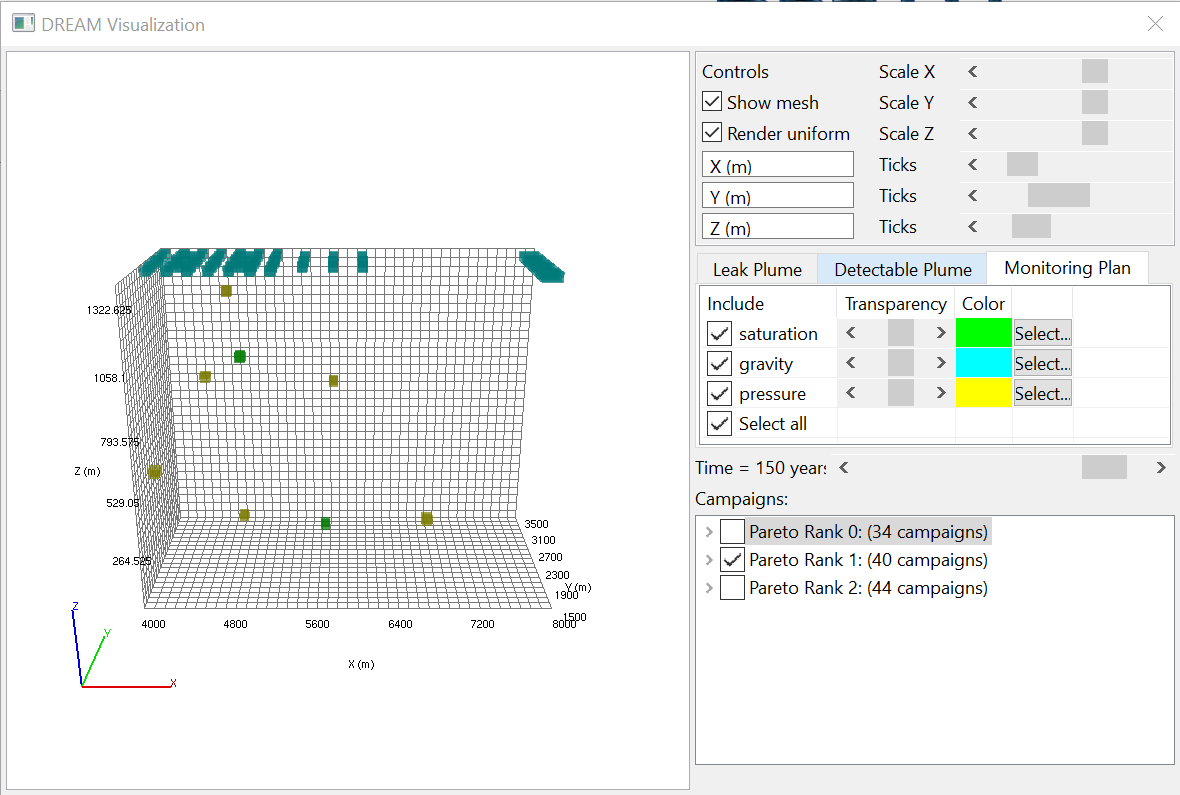 DREAM Visualization
Controls
Scale X
<
Show mesh
Scale Y
<
Render uniform
Scale Z
<
X (m)
Ticks
<
Y (m)
Ticks
<
Z (m)
Ticks
<
Leak Plume
Detectable Plume
Monitoring Plan
Include
Transparency
Color
saturation
<
>
Select...
gravity
<
>
Select...
pressure
<
>
Select...
Select all
Time = 150 years
<
>
Campaigns:
Pareto Rank 0: (34 campaigns)
Pareto Rank 1: (40 campaigns)
Pareto Rank 2: (44 campaigns)
1322.625
1058.1
793.575
Z (m)
529.05
264.525
3500
3100
2700
2300
Y (m)
1900
1500
4000
4800
5600
6400
7200
8000
X (m)
Z
Y
X